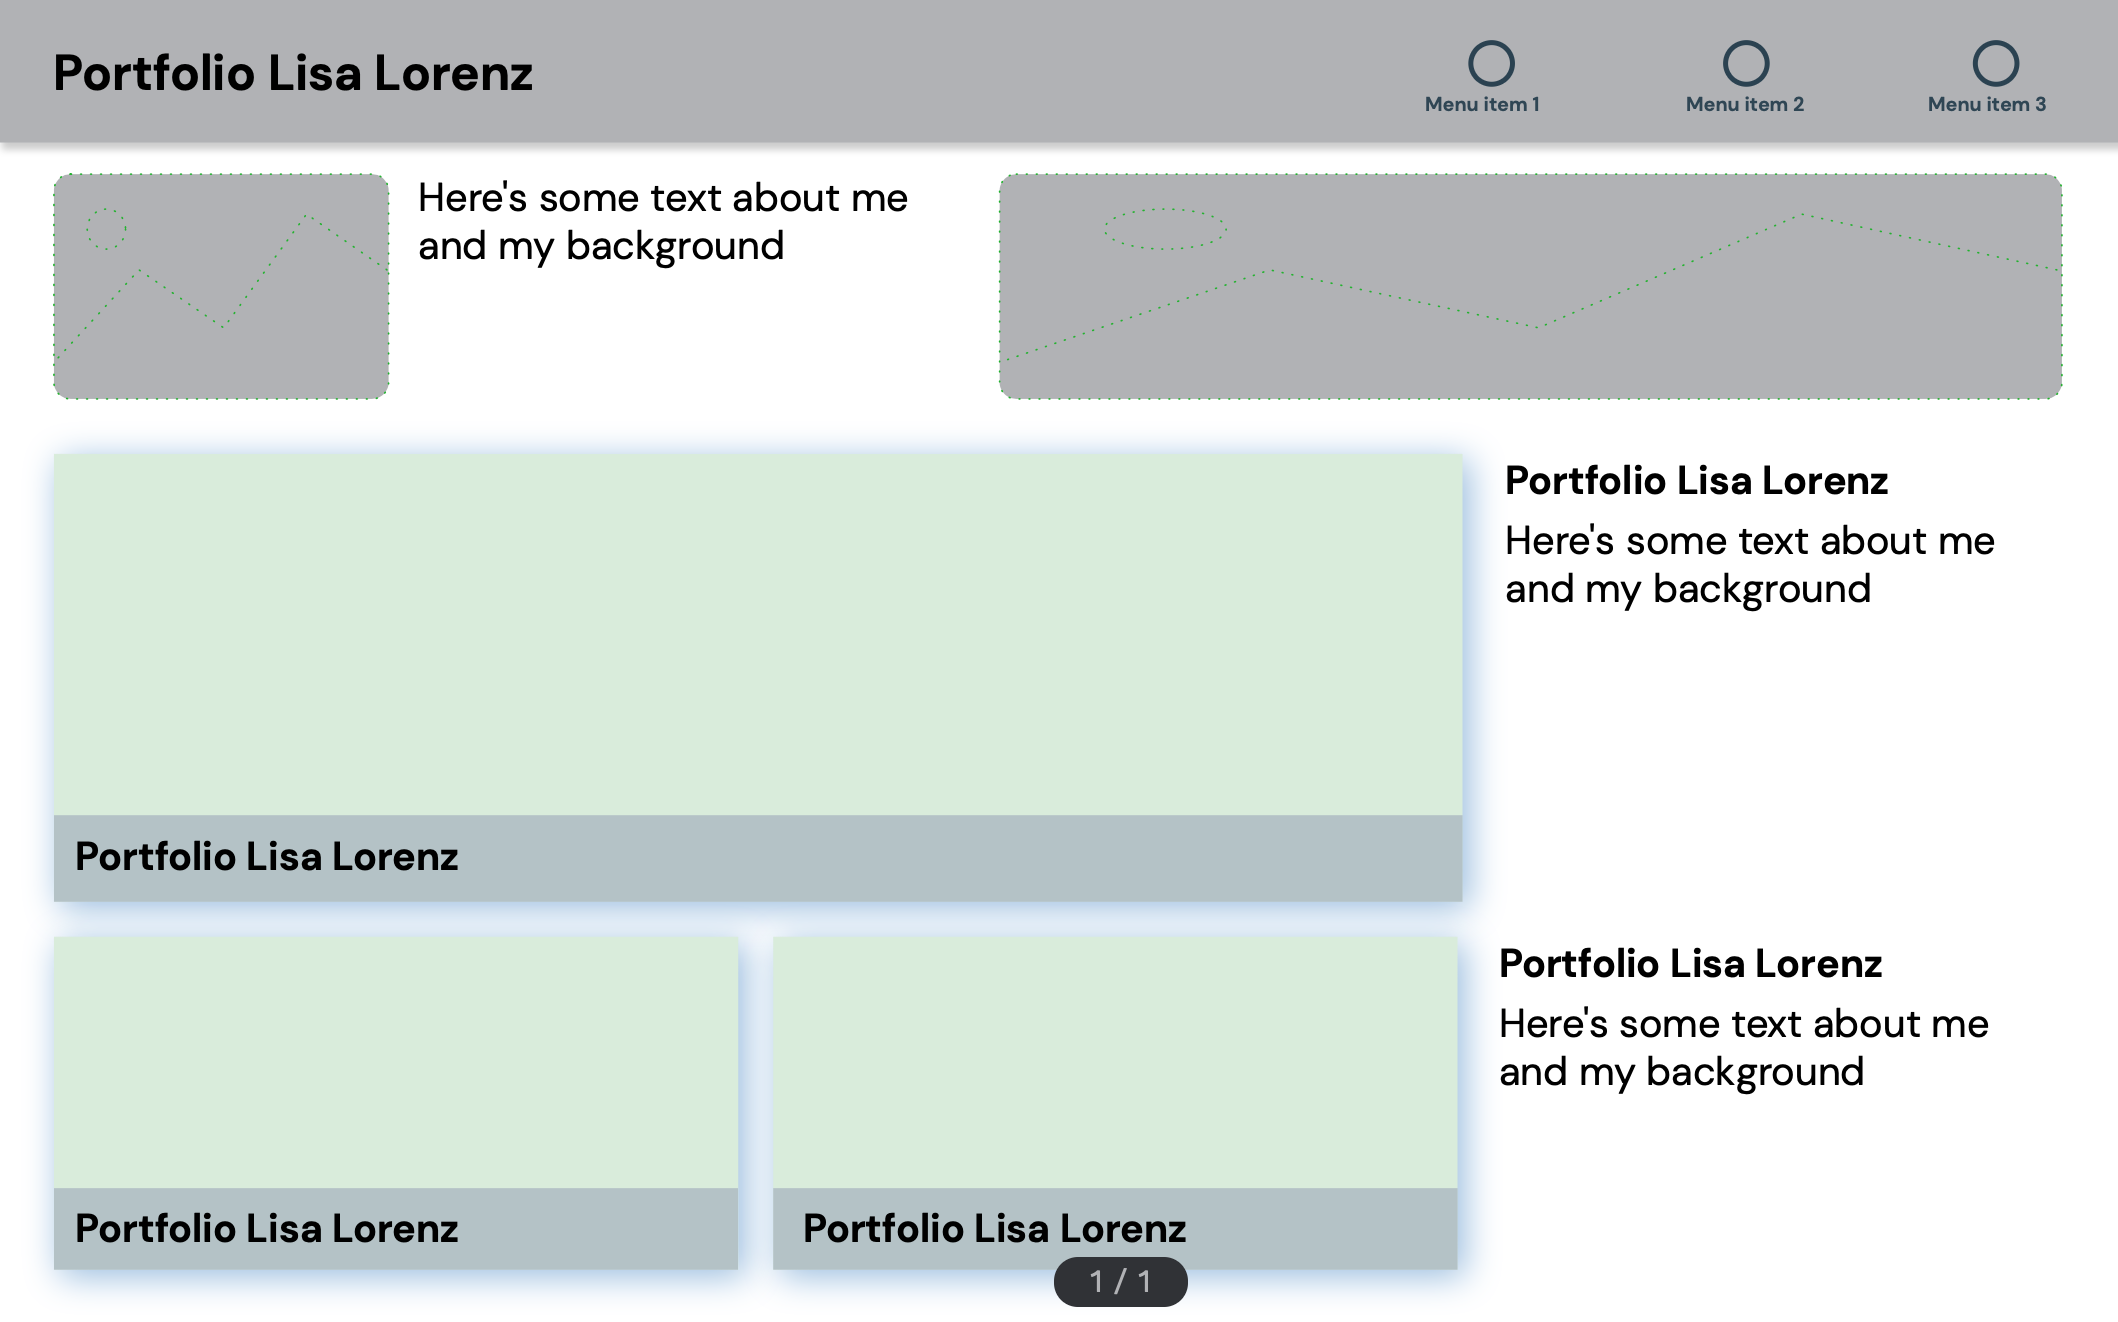 Portfolio Lisa Lorenz
Menu item 1
Menu item 2
Menu item 3
Here's some text about me
and my background
Portfolio Lisa Lorenz
Here's some text about me
and my background
Portfolio Lisa Lorenz
Portfolio Lisa Lorenz
Here's some text about me
and my background
Portfolio Lisa Lorenz
Portfolio Lisa Lorenz
1 / 1